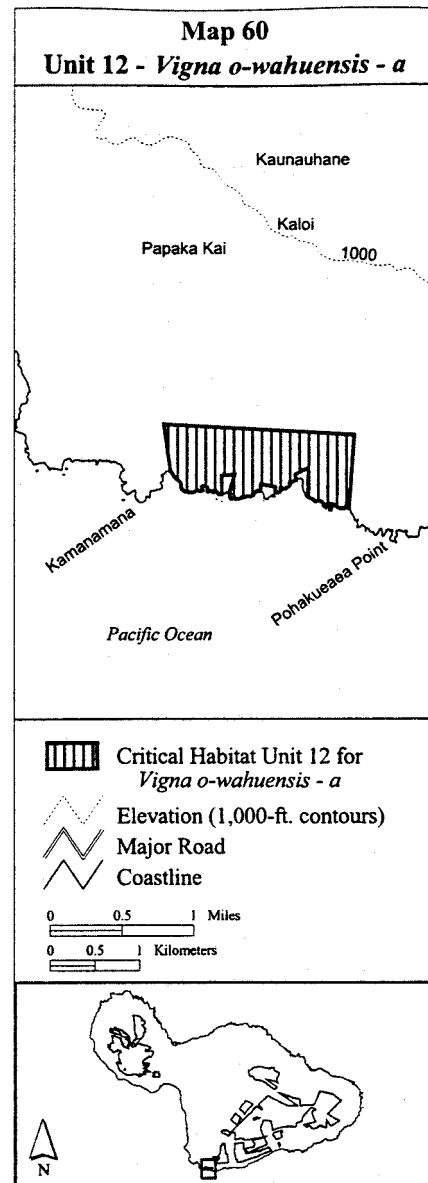 Map 60
Unit 12 - Vigna o-wahuensis - a
Kaunauhane
Kaloi
Papaka Kai
1000
Kamanamana
Pohakueaea Point
Pacific Ocean
Critical Habitat Unit 12 for
Vigna o-wahuensis - a
Elevation (1,000-ft. contours)
Major Road
Coastline
0 0.5 1 Miles
0 0.5 1 Kilometers
N